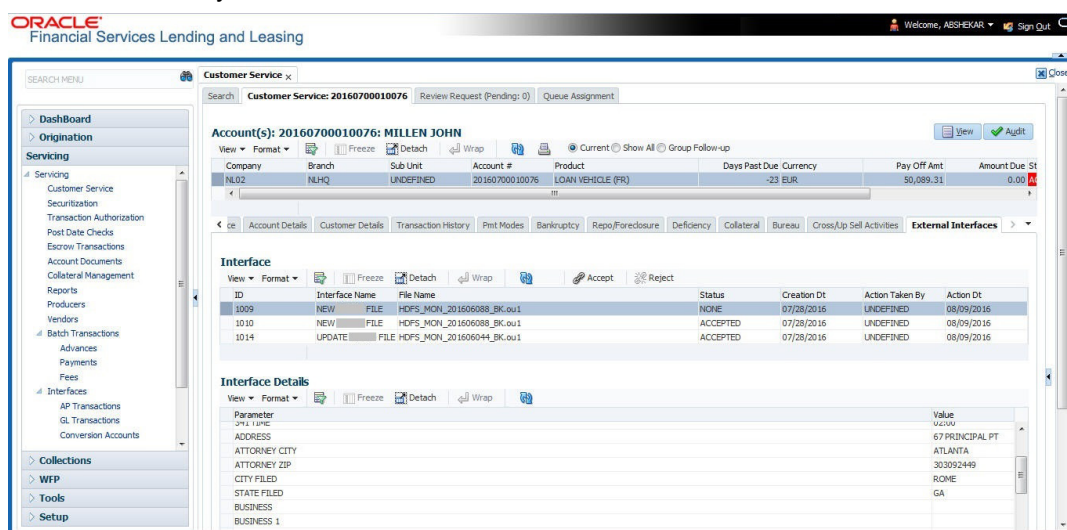 ORACLE
Financial Services Lending and Leasing
Welcome, ABSHEKAR Sign Out
SEARCH MENU
Customer Service x
Close
Search Customer Service: 20160700010076 Review Request (Pending: 0) Queue Assignment
DashBoard
Origination
Servicing
Servicing
Customer Service
Securitization
Transaction Authorization
Post Date Checks
Escrow Transactions
Account Documents
Collateral Management
Reports
Producers
Vendors
Batch Transactions
Advances
Payments
Fees
Interfaces
AP Transactions
GL Transactions
Conversion Accounts
Collections
WFP
Tools
Setup
Account(s): 20160700010076: MILLEN JOHN
View Audit
View Format Freeze Detach Wrap Current Show All Group Follow-up
Company Branch Sub Unit Account # Product Days Past Due Currency Pay Off Amt Amount Due St
NL02 NLHQ UNDEFINED 20160700010076 LOAN VEHICLE (FR) -23 EUR 50,089.31 0.00
ce Account Details Customer Details Transaction History Pmt Modes Bankruptcy Repo/Foreclosure Deficiency Collateral Bureau Cross/Up Sell Activities External Interfaces
Interface
View Format Freeze Detach Wrap Accept Reject
ID Interface Name File Name Status Creation Dt Action Taken By Action Dt
1009 NEW FILE HDFS_MON_201606088_BK.ou1 NONE 07/28/2016 UNDEFINED 08/09/2016
1010 NEW FILE HDFS_MON_201606088_BK.ou1 ACCEPTED 07/28/2016 UNDEFINED 08/09/2016
1014 UPDATE FILE HDFS_MON_201606044_BK.ou1 ACCEPTED 07/28/2016 UNDEFINED 08/09/2016
Interface Details
View Format Freeze Detach Wrap
Parameter Value
341 TIME 02:00
ADDRESS 67 PRINCIPAL PT
ATTORNEY CITY ATLANTA
ATTORNEY ZIP 303092449
CITY FILED ROME
STATE FILED GA
BUSINESS
BUSINESS 1